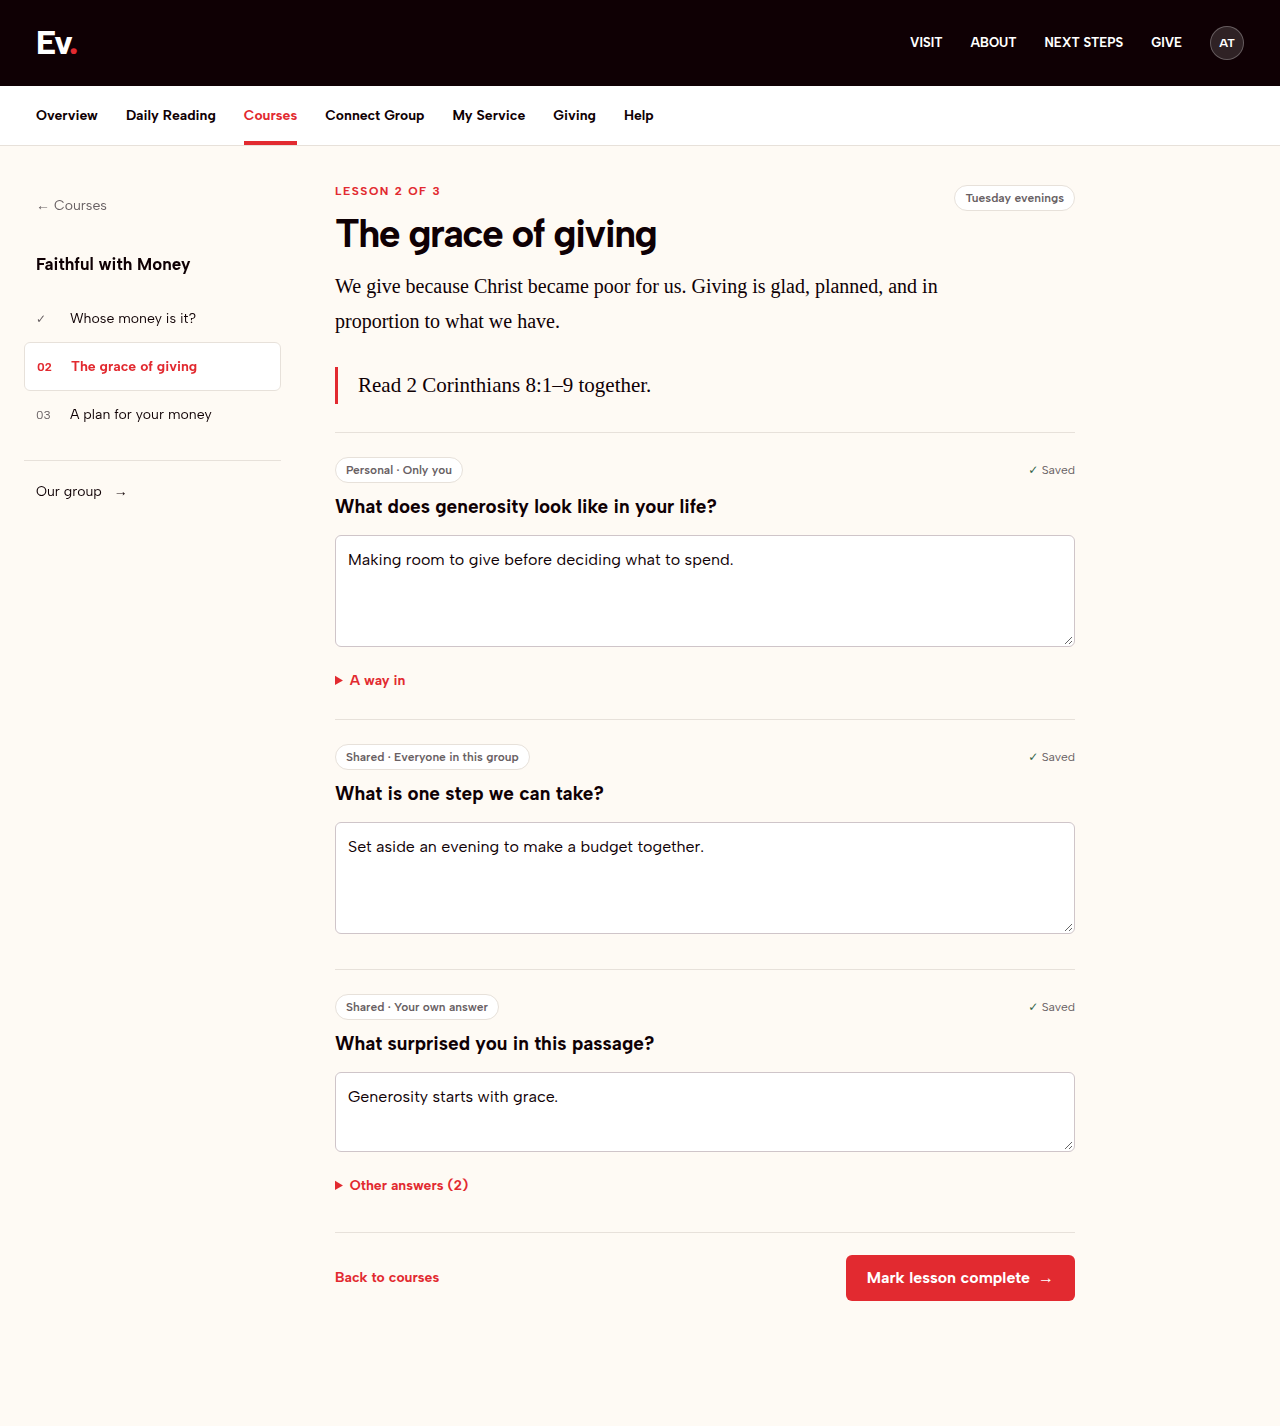 Ev.
VISIT ABOUT NEXT STEPS GIVE AT
Overview Daily Reading Courses Connect Group My Service Giving Help
← Courses
Faithful with Money
✓ Whose money is it?
02 The grace of giving
03 A plan for your money
Our group →
LESSON 2 OF 3
Tuesday evenings
The grace of giving
We give because Christ became poor for us. Giving is glad, planned, and in
proportion to what we have.
Read 2 Corinthians 8:1–9 together.
Personal · Only you
✓ Saved
What does generosity look like in your life?
Making room to give before deciding what to spend.
▶ A way in
Shared · Everyone in this group
✓ Saved
What is one step we can take?
Set aside an evening to make a budget together.
Shared · Your own answer
✓ Saved
What surprised you in this passage?
Generosity starts with grace.
▶ Other answers (2)
Back to courses
Mark lesson complete →